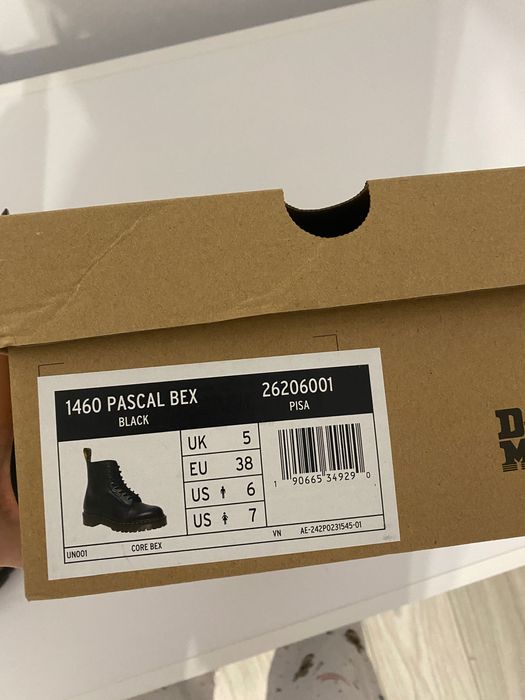 1460 PASCAL BEX 26206001
BLACK PISA
UK 5
EU 38
US 6
US 7
1 90665 34929 0
UN001 CORE BEX VN AE-242P0231545-01